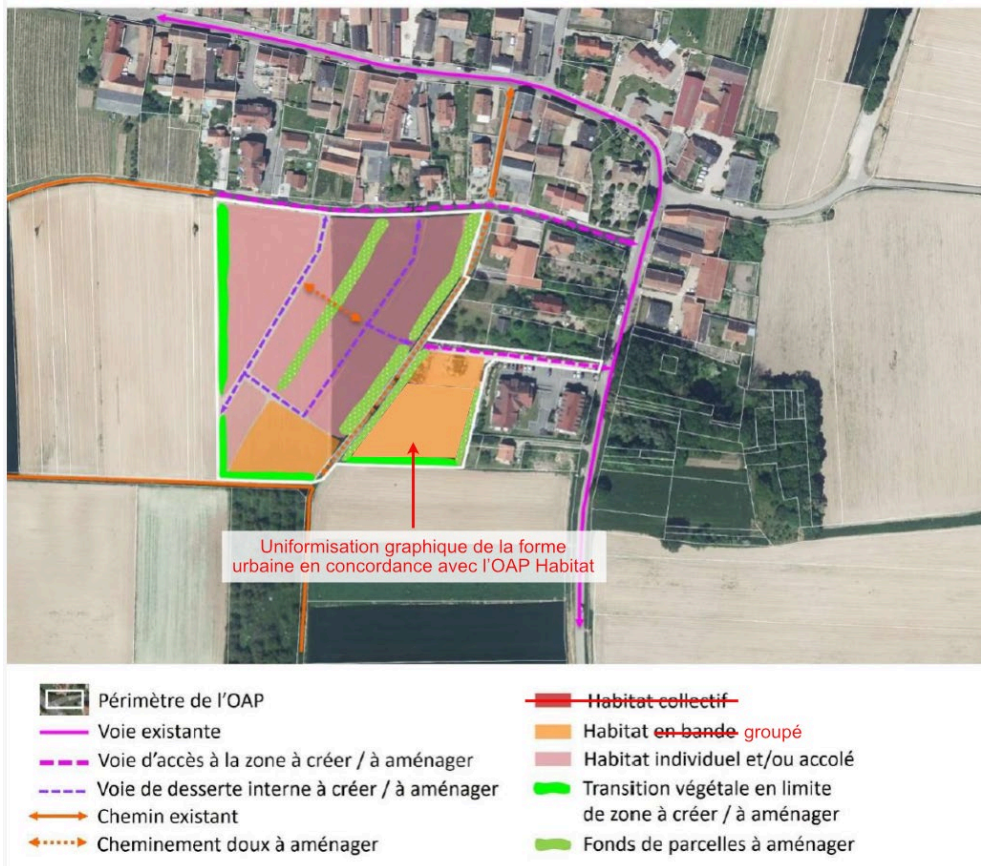 Uniformisation graphique de la forme
urbaine en concordance avec l'OAP Habitat
Périmètre de l'OAP
Voie existante
Voie d'accès à la zone à créer / à aménager
Voie de desserte interne à créer / à aménager
Chemin existant
Cheminement doux à aménager
Habitat collectif
Habitat en bande groupé
Habitat individuel et/ou accolé
Transition végétale en limite
de zone à créer / à aménager
Fonds de parcelles à aménager